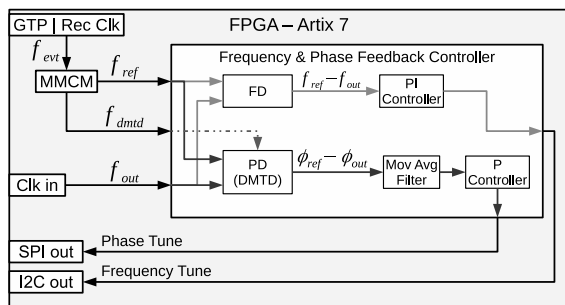 FPGA – Artix 7
GTP | Rec Clk
f_evt
MMCM
f_ref
f_dmtd
Clk in
f_out
Frequency & Phase Feedback Controller
FD
f_ref − f_out
PI
Controller
PD
(DMTD)
ϕ_ref − ϕ_out
Mov Avg
Filter
P
Controller
SPI out
Phase Tune
I2C out
Frequency Tune